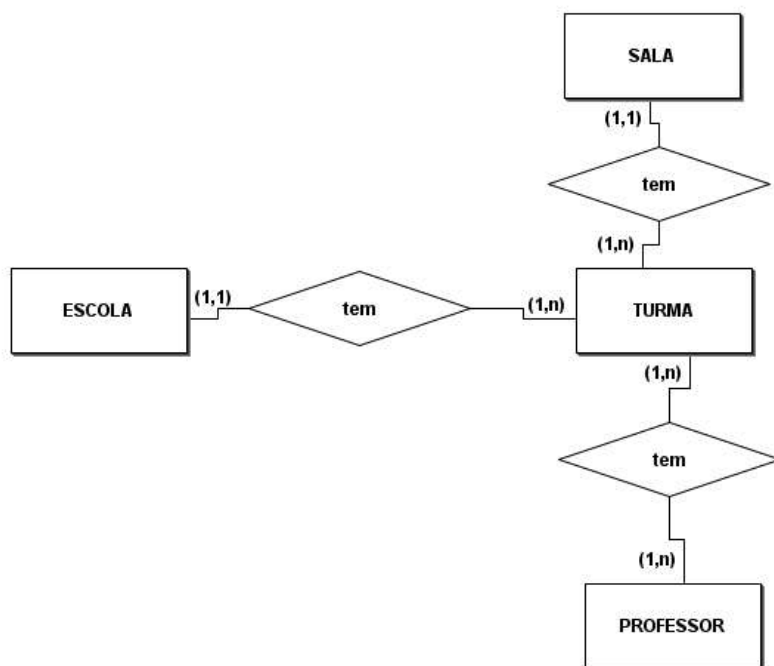 SALA
(1,1)
tem
(1,n)
ESCOLA
(1,1)
tem
(1,n)
TURMA
(1,n)
tem
(1,n)
PROFESSOR